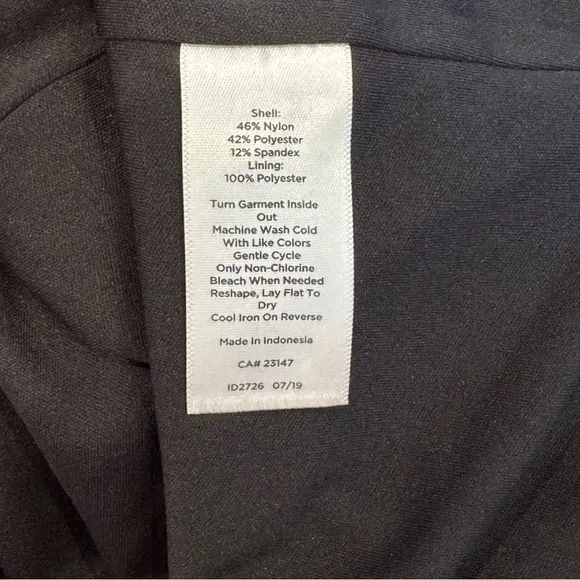 Shell:
46% Nylon
42% Polyester
12% Spandex
Lining:
100% Polyester
Turn Garment Inside
Out
Machine Wash Cold
With Like Colors
Gentle Cycle
Only Non-Chlorine
Bleach When Needed
Reshape, Lay Flat To
Dry
Cool Iron On Reverse
Made in Indonesia
CA# 23147
ID2726 07/19